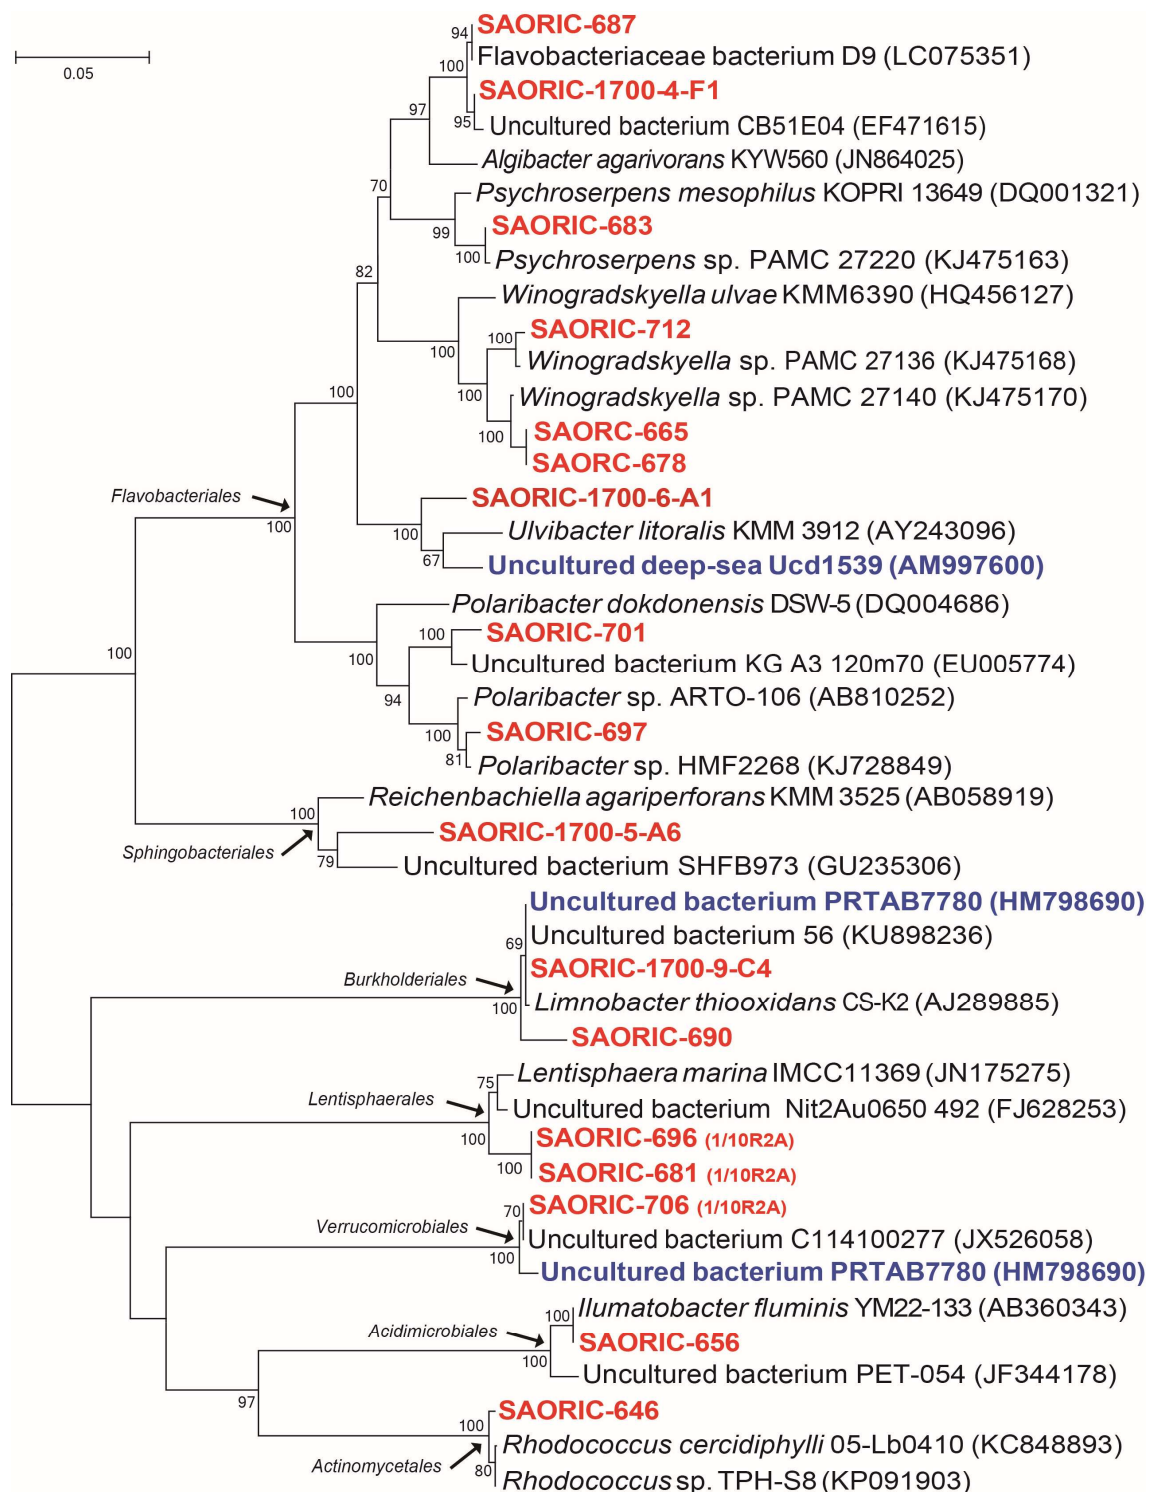 SAORIC-687
94
Flavobacteriaceae bacterium D9 (LC075351)
0.05
100
SAORIC-1700-4-F1
97
95
Uncultured bacterium CB51E04 (EF471615)
Algibacter agarivorans KYW560 (JN864025)
70
Psychroserpens mesophilus KOPRI 13649 (DQ001321)
SAORIC-683
99
100
Psychroserpens sp. PAMC 27220 (KJ475163)
82
Winogradskyella ulvae KMM6390 (HQ456127)
SAORIC-712
100
100
Winogradskyella sp. PAMC 27136 (KJ475168)
100
100
Winogradskyella sp. PAMC 27140 (KJ475170)
100
SAORC-665
SAORC-678
Flavobacteriales
100
SAORIC-1700-6-A1
100
Ulvibacter litoralis KMM 3912 (AY243096)
67
Uncultured deep-sea Ucd1539 (AM997600)
Polaribacter dokdonensis DSW-5 (DQ004686)
100
SAORIC-701
100
100
Uncultured bacterium KG A3 120m70 (EU005774)
94
Polaribacter sp. ARTO-106 (AB810252)
100
SAORIC-697
81
Polaribacter sp. HMF2268 (KJ728849)
Reichenbachiella agariperforans KMM 3525 (AB058919)
100
SAORIC-1700-5-A6
Sphingobacteriales
79
Uncultured bacterium SHFB973 (GU235306)
Uncultured bacterium PRTAB7780 (HM798690)
69
Uncultured bacterium 56 (KU898236)
Burkholderiales
SAORIC-1700-9-C4
100
Limnobacter thiooxidans CS-K2 (AJ289885)
SAORIC-690
75
Lentisphaera marina IMCC11369 (JN175275)
Lentisphaerales
Uncultured bacterium Nit2Au0650 492 (FJ628253)
100
SAORIC-696 (1/10R2A)
100
SAORIC-681 (1/10R2A)
70
SAORIC-706 (1/10R2A)
Verrucomicrobiales
Uncultured bacterium C114100277 (JX526058)
100
Uncultured bacterium PRTAB7780 (HM798690)
100
Ilumatobacter fluminis YM22-133 (AB360343)
Acidimicrobiales
SAORIC-656
100
Uncultured bacterium PET-054 (JF344178)
97
SAORIC-646
100
Rhodococcus cercidiphylli 05-Lb0410 (KC848893)
Actinomycetales
80
Rhodococcus sp. TPH-S8 (KP091903)